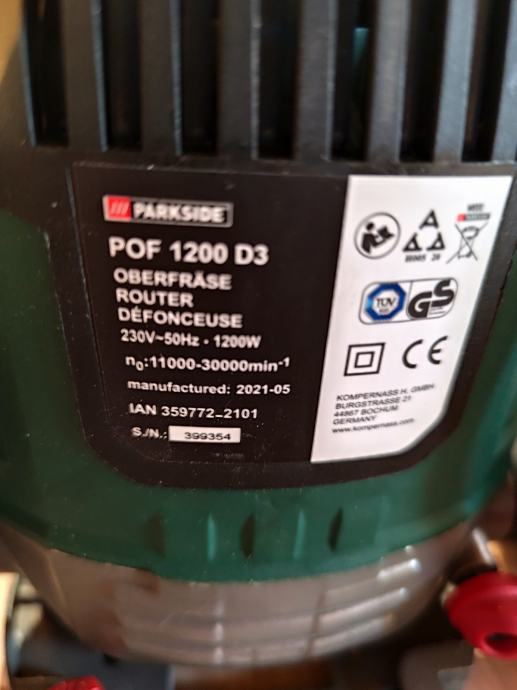 PARKSIDE
POF 1200 D3
OBERFRÄSE
ROUTER
DÉFONCEUSE
230V~50Hz • 1200W
n0:11000-30000min-1
manufactured: 2021-05
IAN 359772-2101
S./N.: 399354
TÜV
GS
CE
KOMPERNASS H. GMBH
BURGSTRASSE 21
44867 BOCHUM
GERMANY
www.kompernass.com